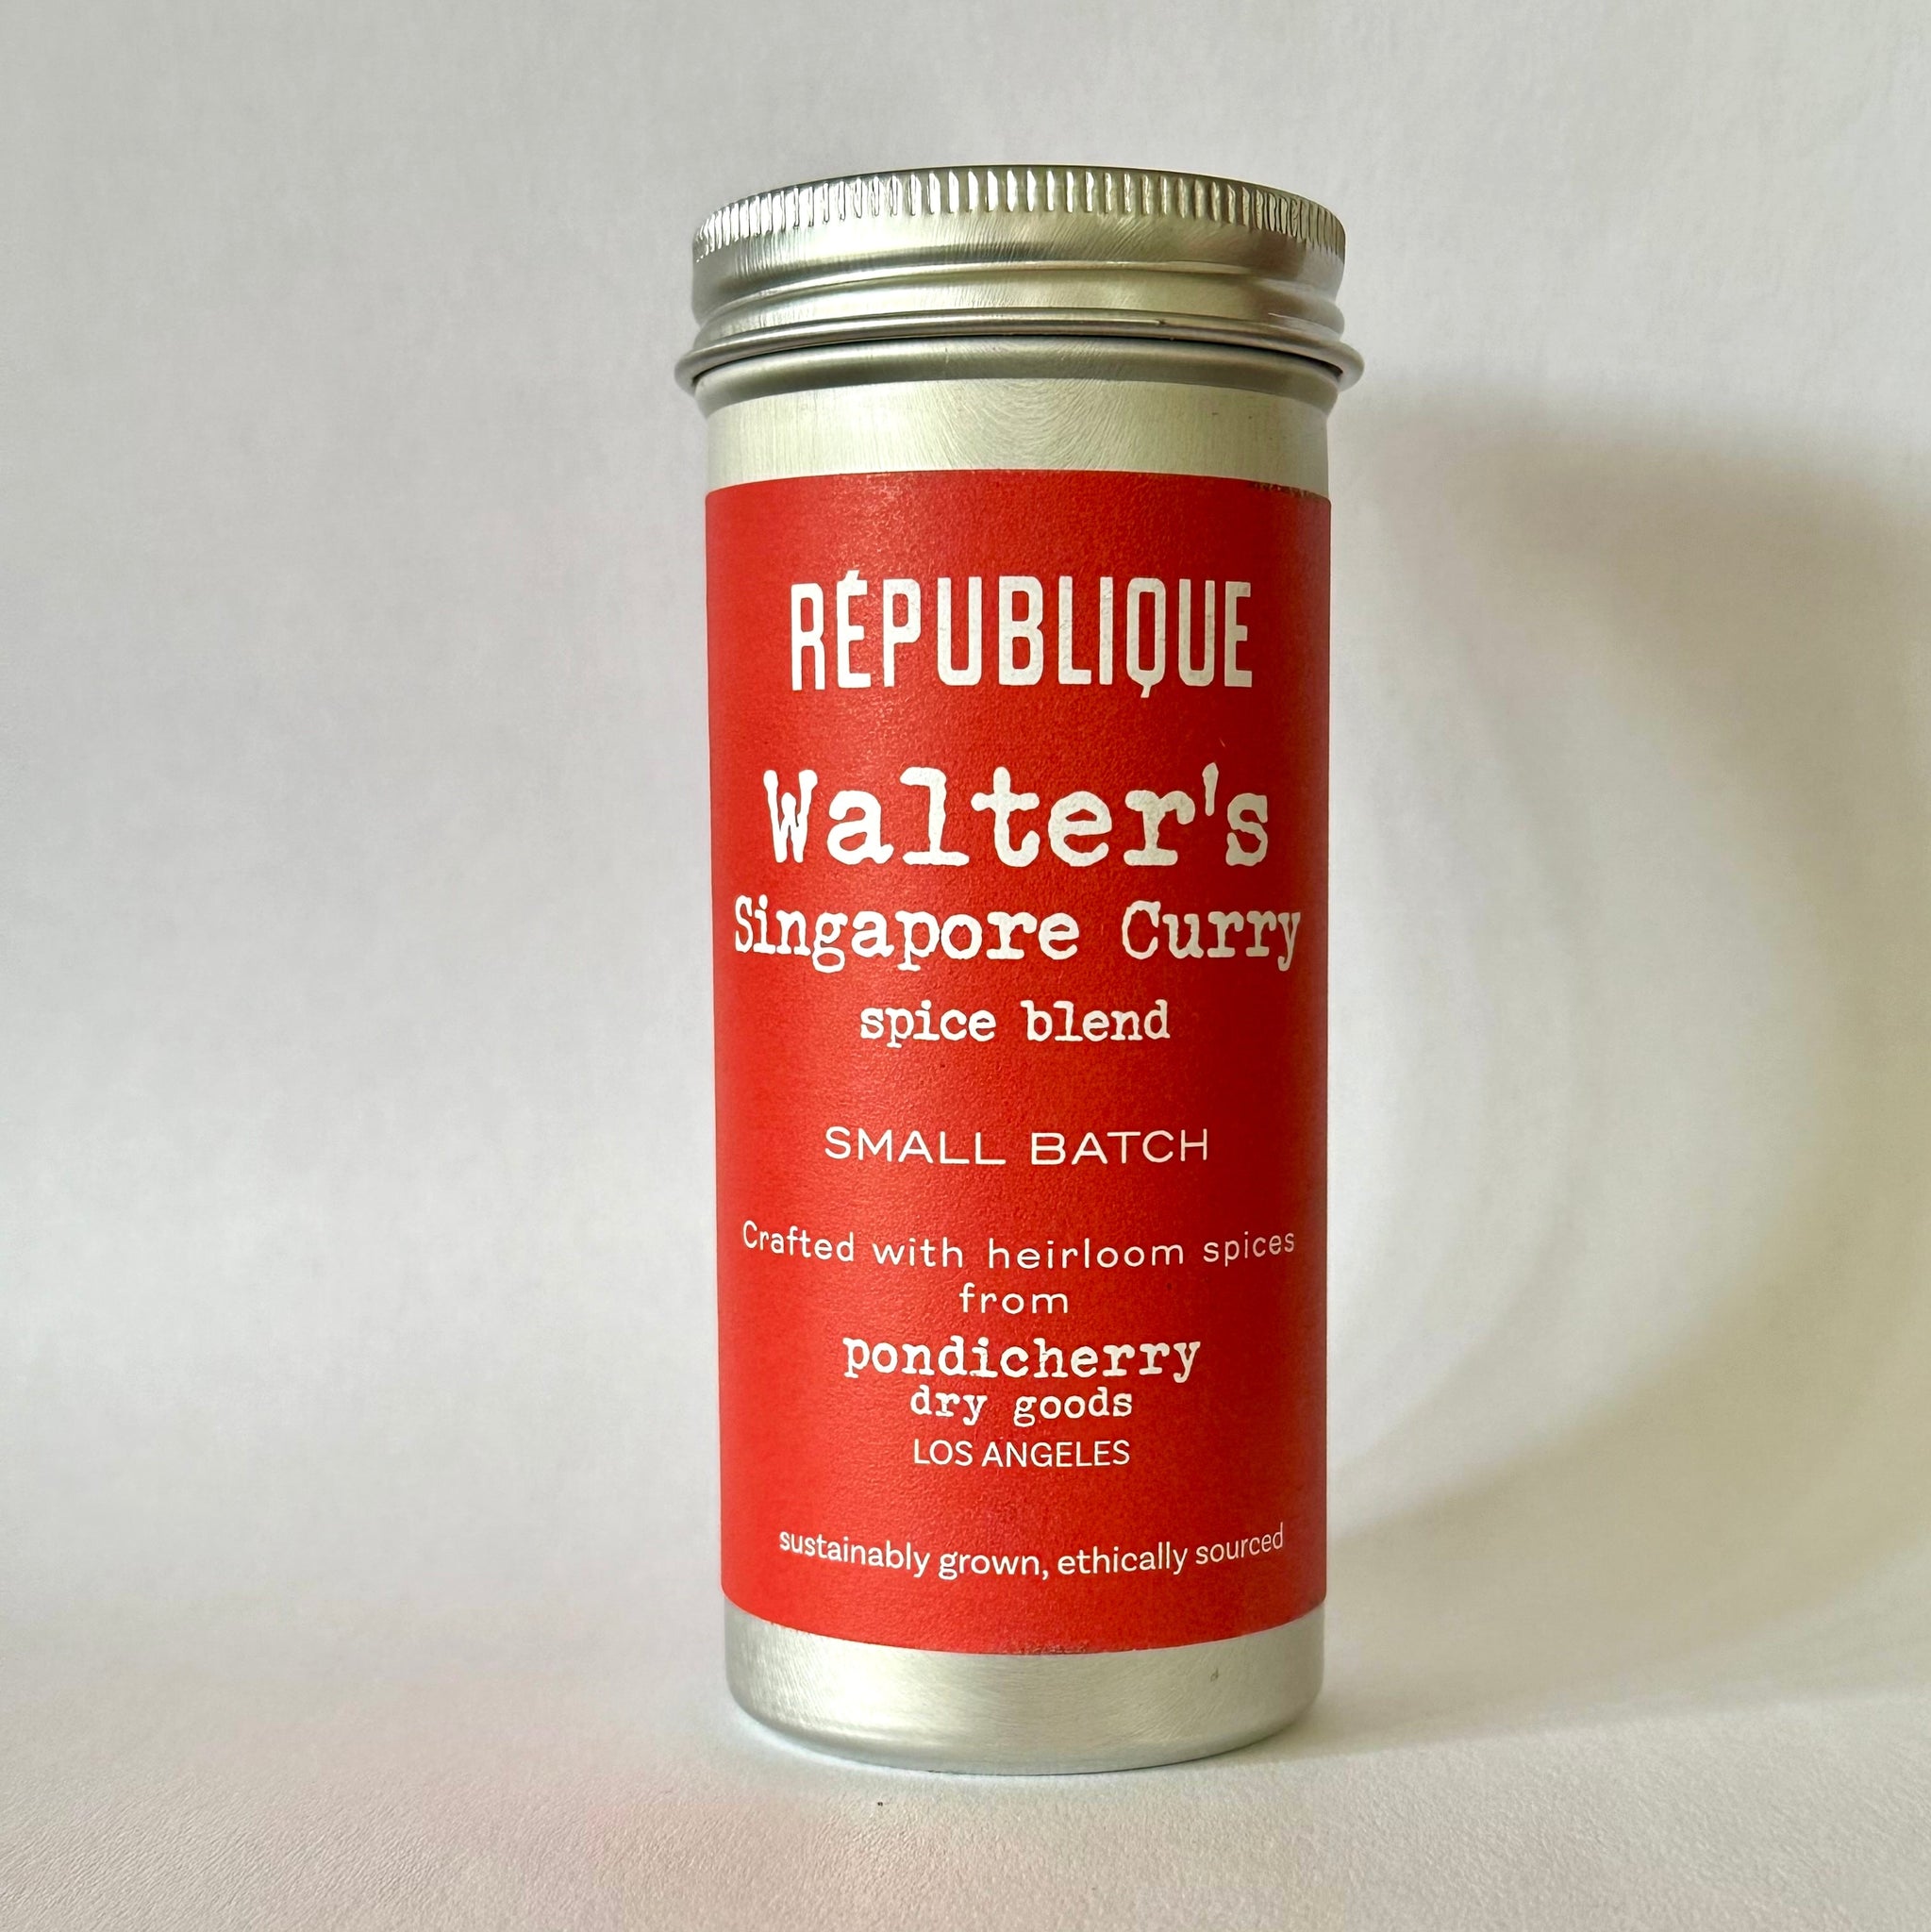 RÉPUBLIQUE
Walter's
Singapore Curry
spice blend
SMALL BATCH
Crafted with heirloom spices
from
pondicherry
dry goods
LOS ANGELES
sustainably grown, ethically sourced